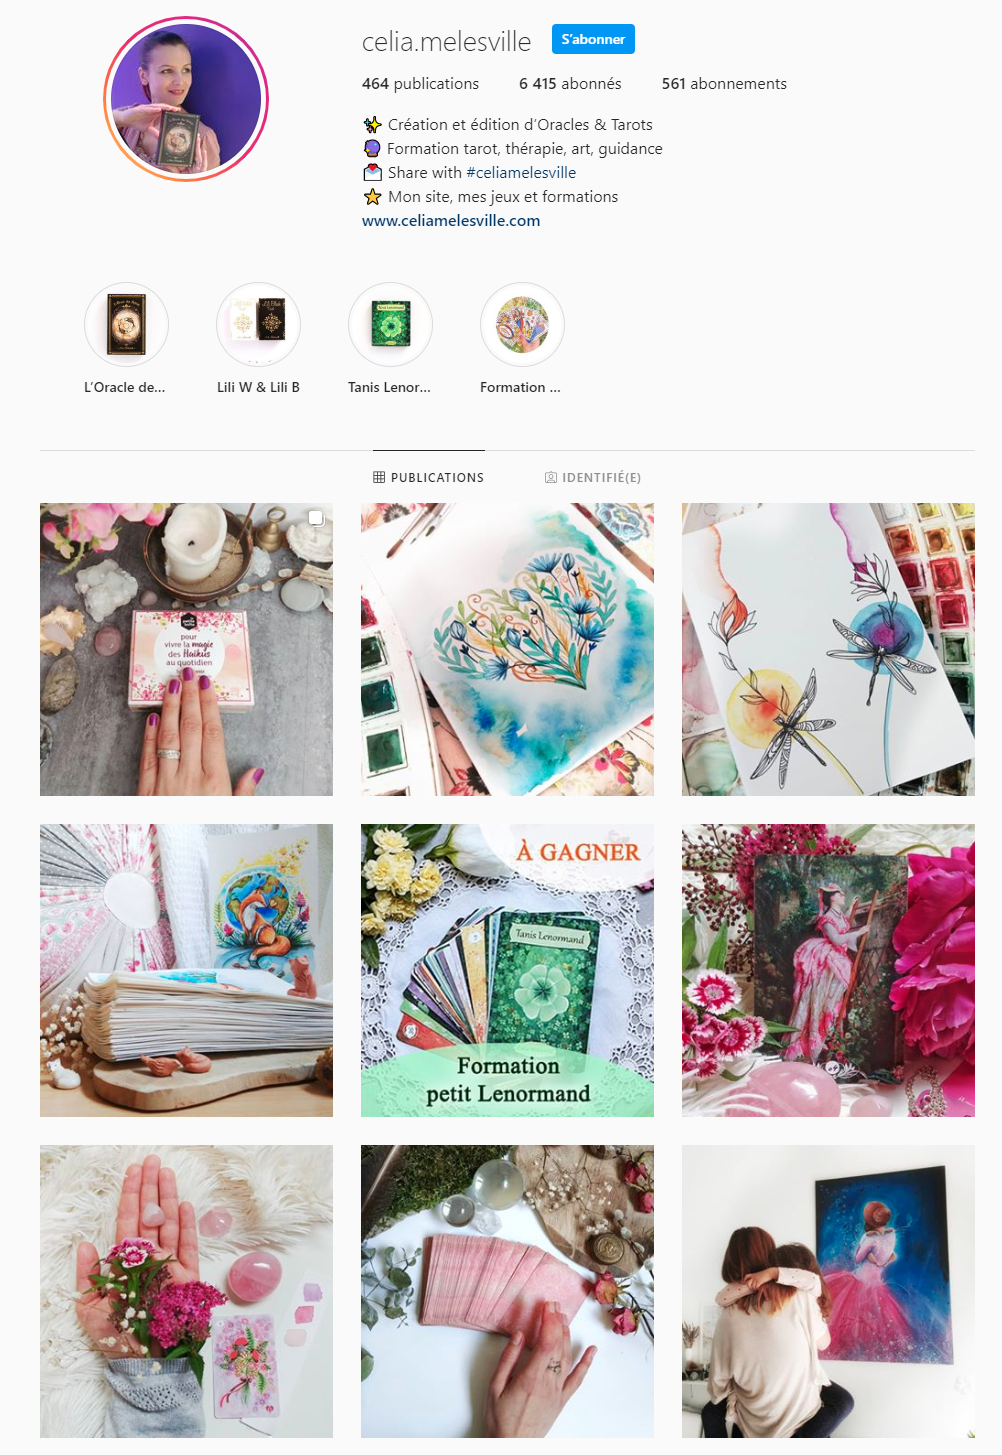 celia.melesville
S'abonner
464 publications 6 415 abonnés 561 abonnements
Création et édition d'Oracles & Tarots
Formation tarot, thérapie, art, guidance
Share with #celiamelesville
Mon site, mes jeux et formations
www.celiamelesville.com
L'Oracle de...
Lili W & Lili B
Tanis Lenor...
Formation ...
PUBLICATIONS
IDENTIFIÉ(E)
pour
vivre la magie
des Haïkus
au quotidien
À GAGNER
Tanis Lenormand
Formation
petit Lenormand